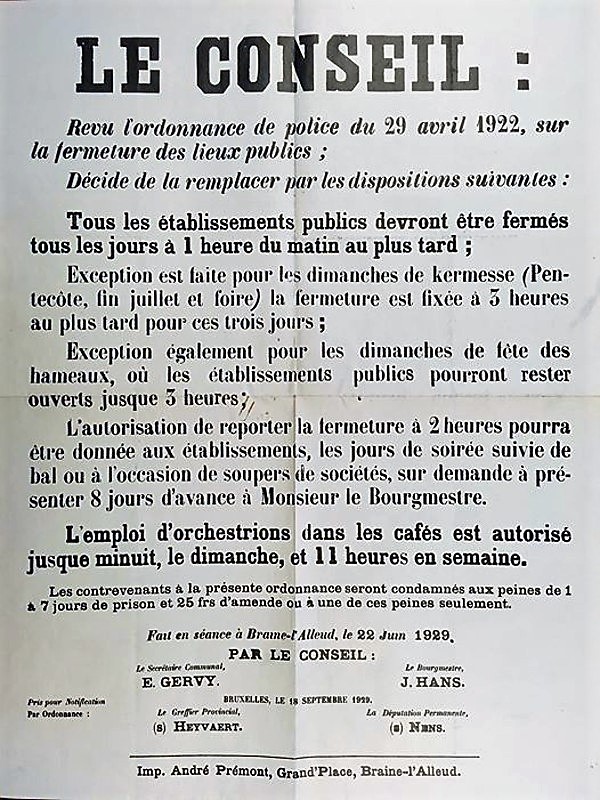 LE CONSEIL :
Revu l'ordonnance de police du 29 avril 1922, sur
la fermeture des lieux publics ;
Décide de la remplacer par les dispositions suivantes :
Tous les établissements publics devront être fermés
tous les jours à 1 heure du matin au plus tard ;
Exception est faite pour les dimanches de kermesse (Pen-
tecôte, fin juillet et foire) la fermeture est fixée à 3 heures
au plus tard pour ces trois jours ;
Exception également pour les dimanches de fête des
hameaux, où les établissements publics pourront rester
ouverts jusque 3 heures ;
L'autorisation de reporter la fermeture à 2 heures pourra
être donnée aux établissements, les jours de soirée suivie de
bal ou à l'occasion de soupers de sociétés, sur demande à pré-
senter 8 jours d'avance à Monsieur le Bourgmestre.
L'emploi d'orchestrions dans les cafés est autorisé
jusque minuit, le dimanche, et 11 heures en semaine.
Les contrevenants à la présente ordonnance seront condamnés aux peines de 1
à 7 jours de prison et 25 frs d'amende ou à une de ces peines seulement.
Fait en séance à Braine-l'Alleud, le 22 Juin 1929.
PAR LE CONSEIL :
Le Secrétaire Communal, Le Bourgmestre,
E. GERVY. J. HANS.
Pris pour Notification BRUXELLES, LE 18 SEPTEMBRE 1929.
Par Ordonnance : Le Greffier Provincial, La Députation Permanente,
(s) HEYVAERT. (s) NENS.
Imp. André Prémont, Grand'Place, Braine-l'Alleud.